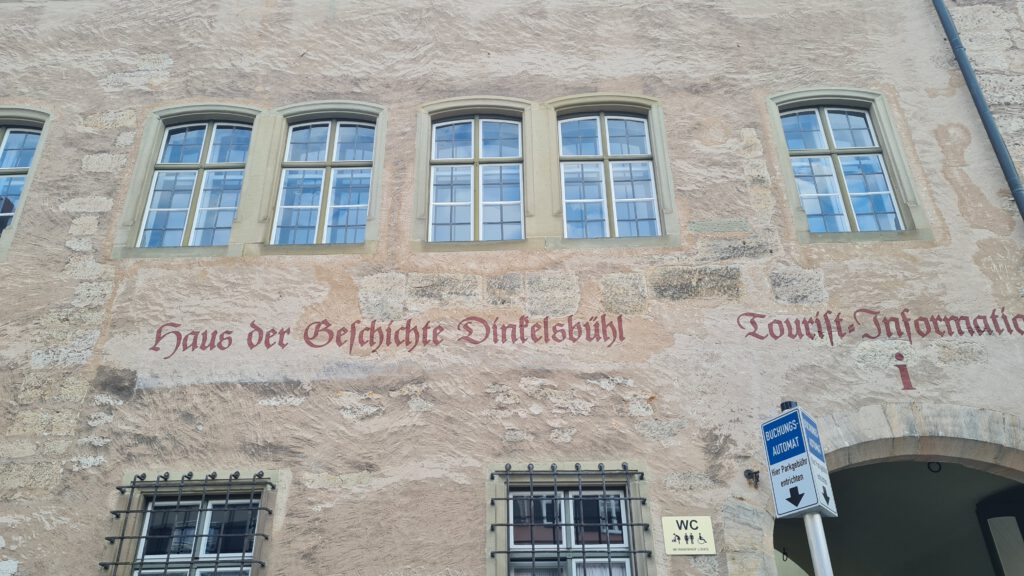 Haus der Geschichte Dinkelsbühl
Tourist-Informatio
i
BUCHUNGS-
AUTOMAT
Hier Parkgebühr
entrichten
WC